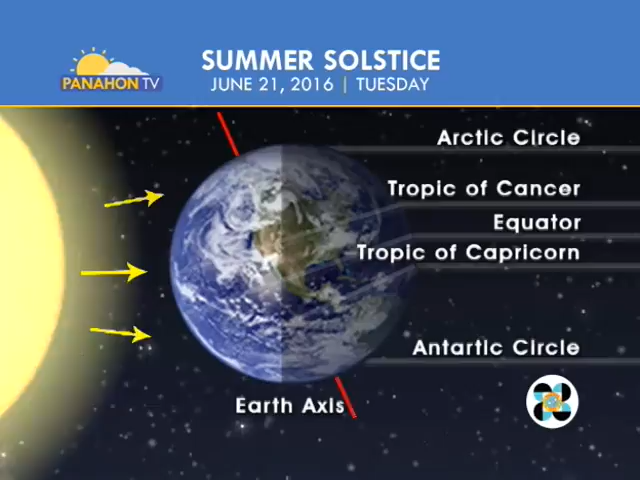 SUMMER SOLSTICE
JUNE 21, 2016 | TUESDAY
PANAHON TV
Arctic Circle
Tropic of Cancer
Equator
Tropic of Capricorn
Antartic Circle
Earth Axis